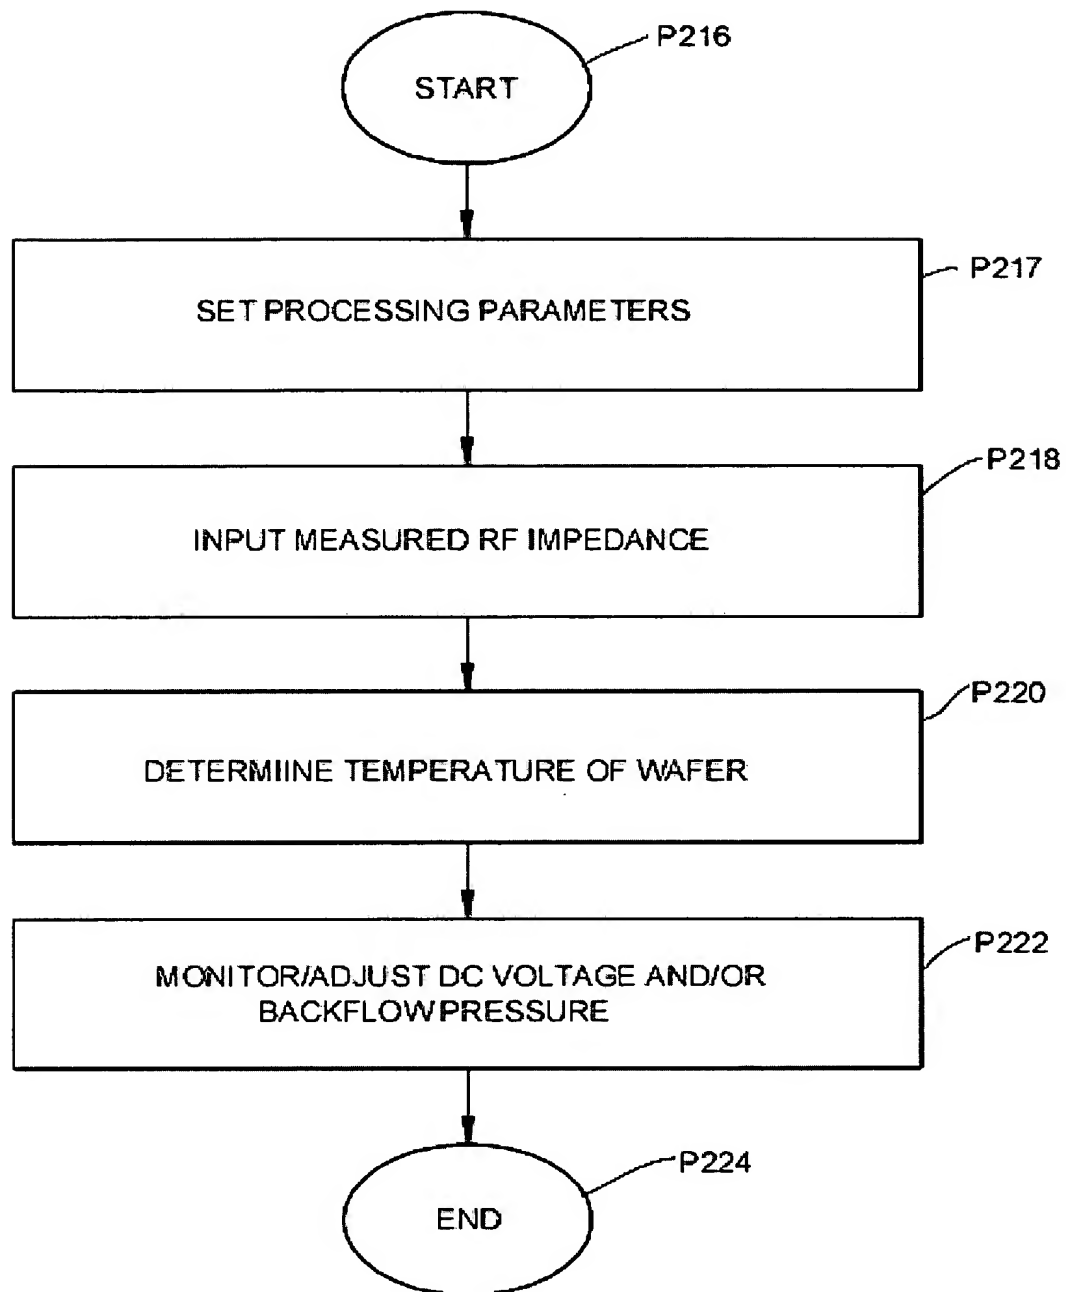 P216
START
P217
SET PROCESSING PARAMETERS
P218
INPUT MEASURED RF IMPEDANCE
P220
DETERMIINE TEMPERATURE OF WAFER
P222
MONITOR/ADJUST DC VOLTAGE AND/OR
BACKFLOW PRESSURE
P224
END